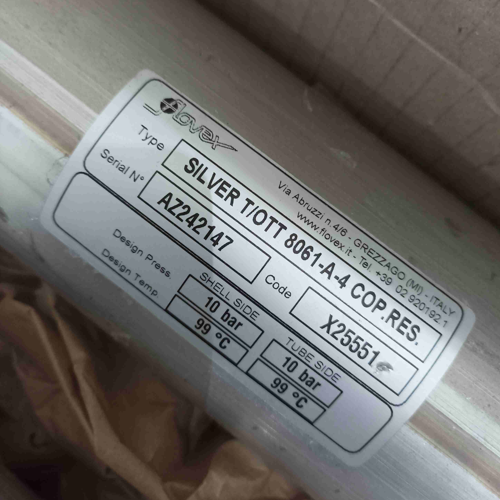 flovex
Via Abruzzi n.4/6 - GREZZAGO (MI) - ITALY
www.flovex.it - Tel. +39 02 920192.1
Type SILVER T/OTT 8061-A-4 COP.RES.
Serial N° AZ242147 Code X25551
SHELL SIDE TUBE SIDE
Design Press. 10 bar 10 bar
Design Temp. 99 °C 99 °C